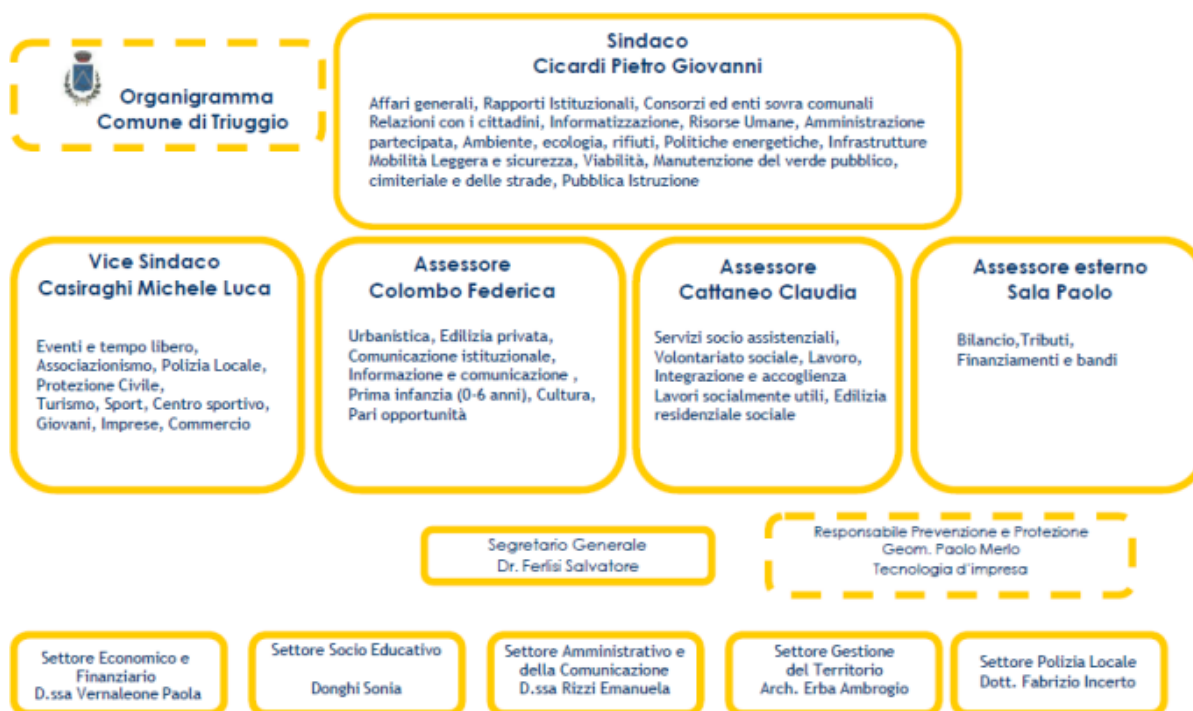 Organigramma
Comune di Triuggio
Sindaco
Cicardi Pietro Giovanni
Affari generali, Rapporti Istituzionali, Consorzi ed enti sovra comunali
Relazioni con i cittadini, Informatizzazione, Risorse Umane, Amministrazione
partecipata, Ambiente, ecologia, rifiuti, Politiche energetiche, Infrastrutture
Mobilità Leggera e sicurezza, Viabilità, Manutenzione del verde pubblico,
cimiteriale e delle strade, Pubblica Istruzione
Vice Sindaco
Casiraghi Michele Luca
Eventi e tempo libero,
Associazionismo, Polizia Locale,
Protezione Civile,
Turismo, Sport, Centro sportivo,
Giovani, Imprese, Commercio
Assessore
Colombo Federica
Urbanistica, Edilizia privata,
Comunicazione istituzionale,
Informazione e comunicazione ,
Prima infanzia (0-6 anni), Cultura,
Pari opportunità
Assessore
Cattaneo Claudia
Servizi socio assistenziali,
Volontariato sociale, Lavoro,
Integrazione e accoglienza
Lavori socialmente utili, Edilizia
residenziale sociale
Assessore esterno
Sala Paolo
Bilancio,Tributi,
Finanziamenti e bandi
Segretario Generale
Dr. Ferlisi Salvatore
Responsabile Prevenzione e Protezione
Geom. Paolo Merlo
Tecnologia d'impresa
Settore Economico e
Finanziario
D.ssa Vernaleone Paola
Settore Socio Educativo
Donghi Sonia
Settore Amministrativo e
della Comunicazione
D.ssa Rizzi Emanuela
Settore Gestione
del Territorio
Arch. Erba Ambrogio
Settore Polizia Locale
Dott. Fabrizio Incerto